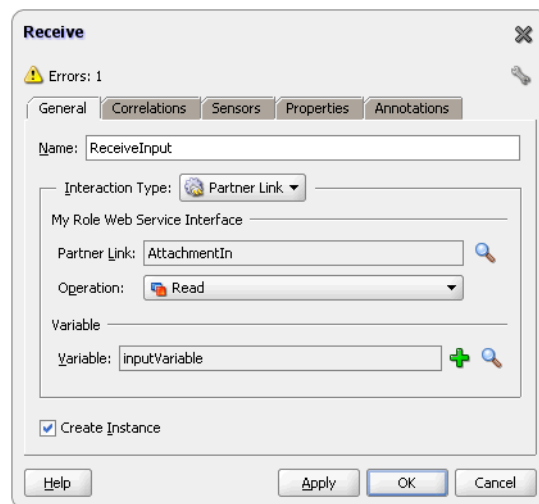 Receive
Errors: 1
General Correlations Sensors Properties Annotations
Name: ReceiveInput
Interaction Type: Partner Link
My Role Web Service Interface
Partner Link: AttachmentIn
Operation: Read
Variable
Variable: inputVariable
Create Instance
Help Apply OK Cancel